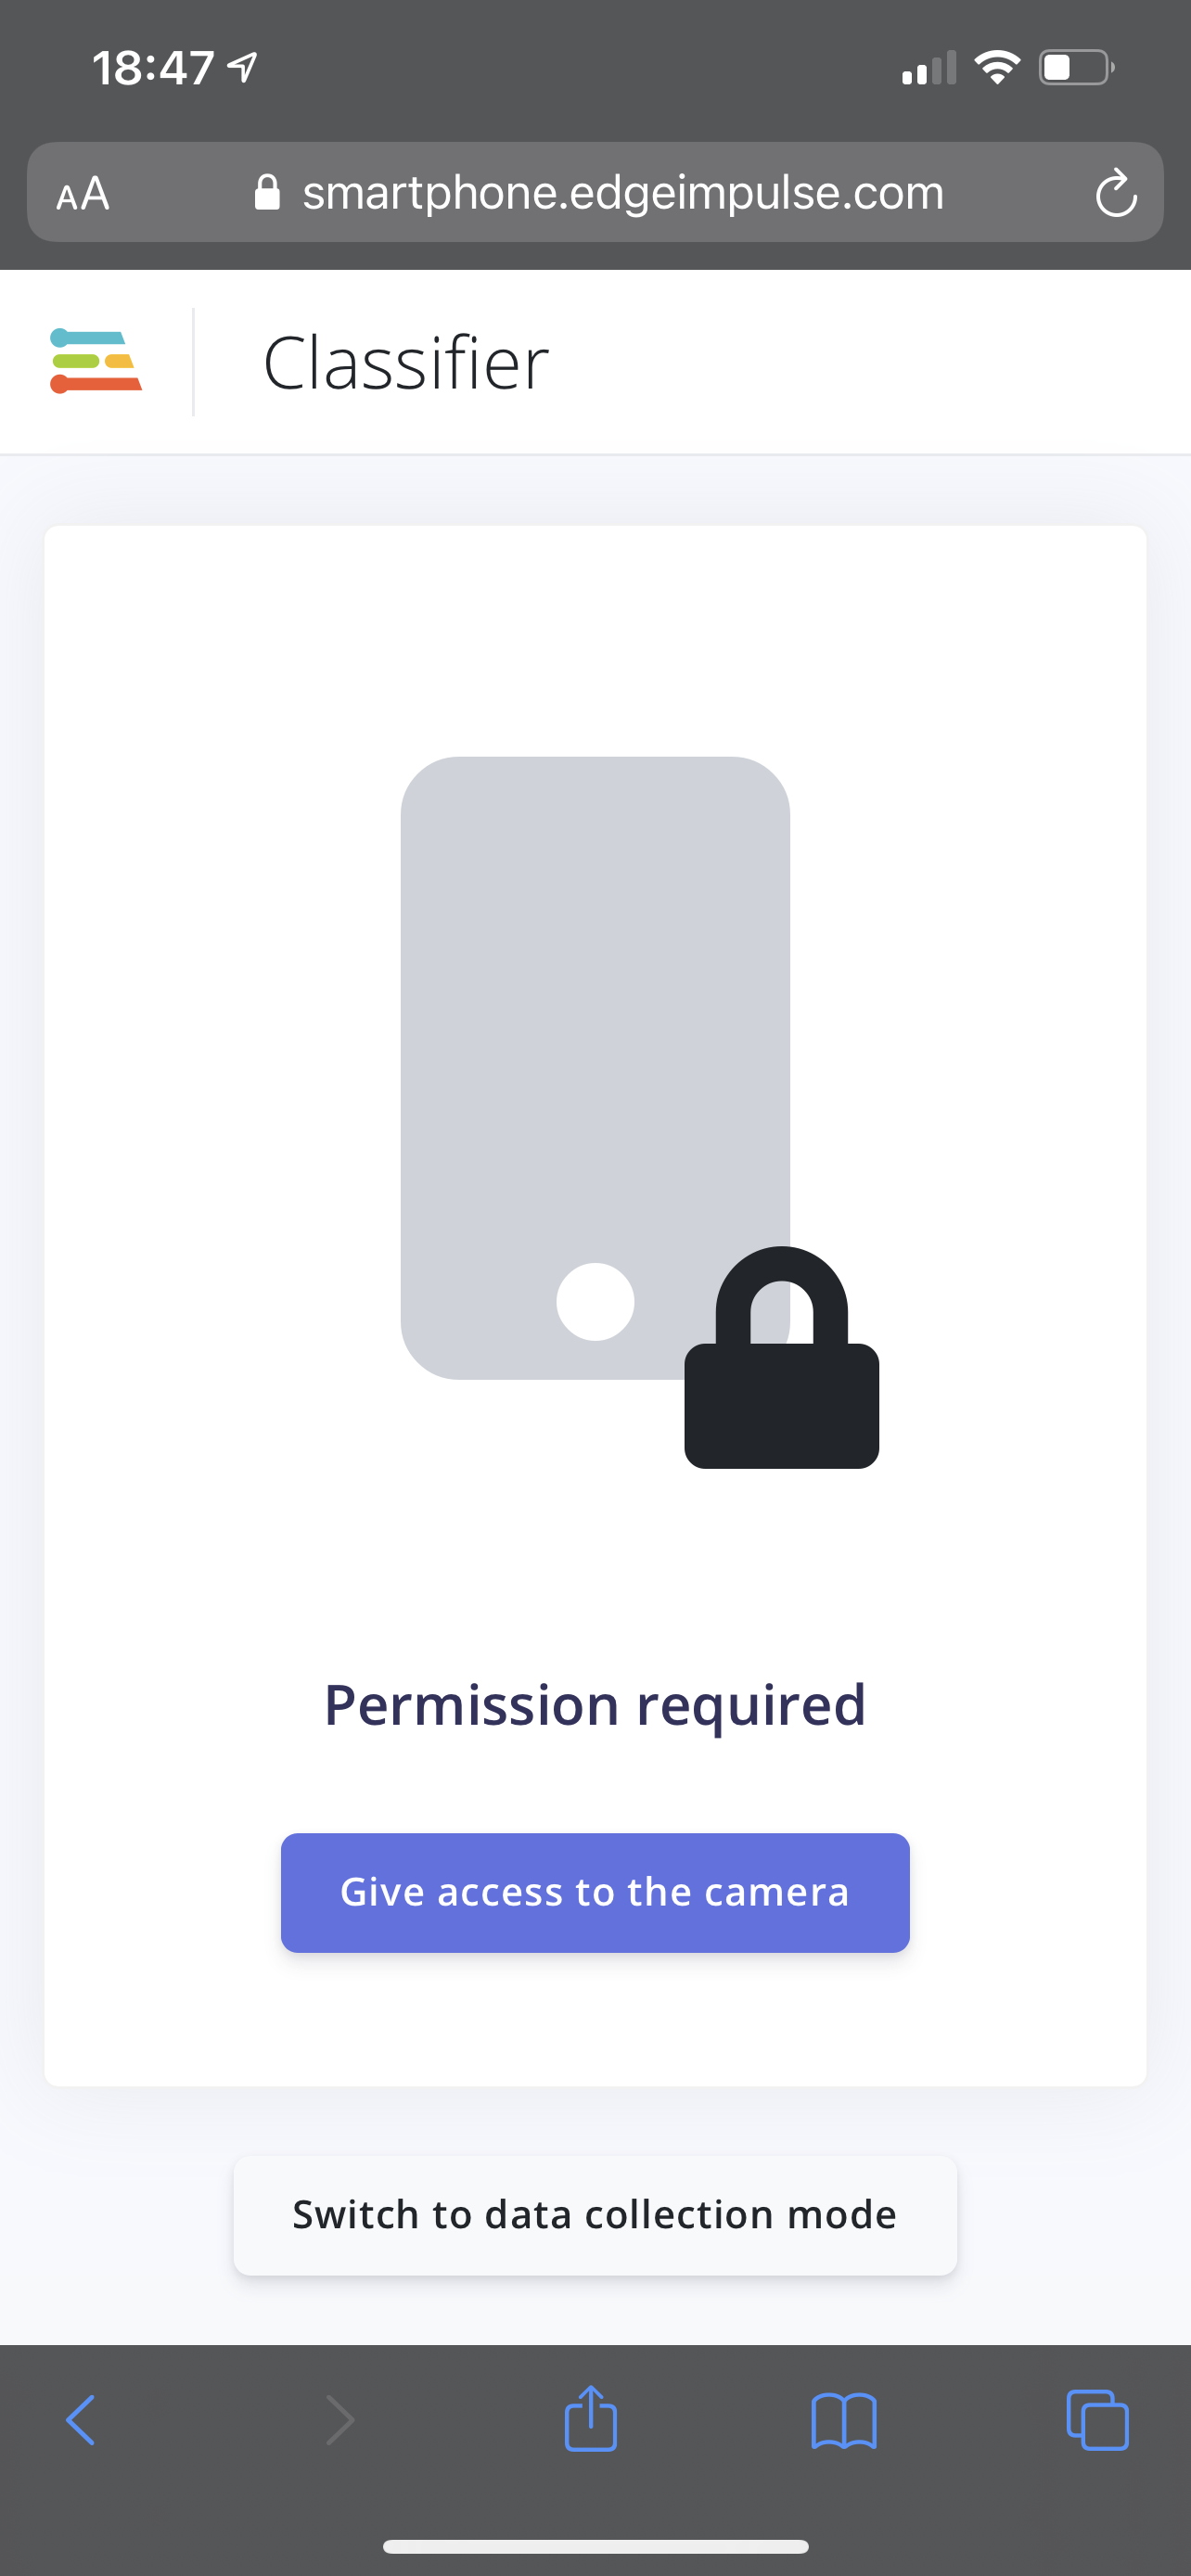 18:47
AA smartphone.edgeimpulse.com
Classifier
Permission required
Give access to the camera
Switch to data collection mode